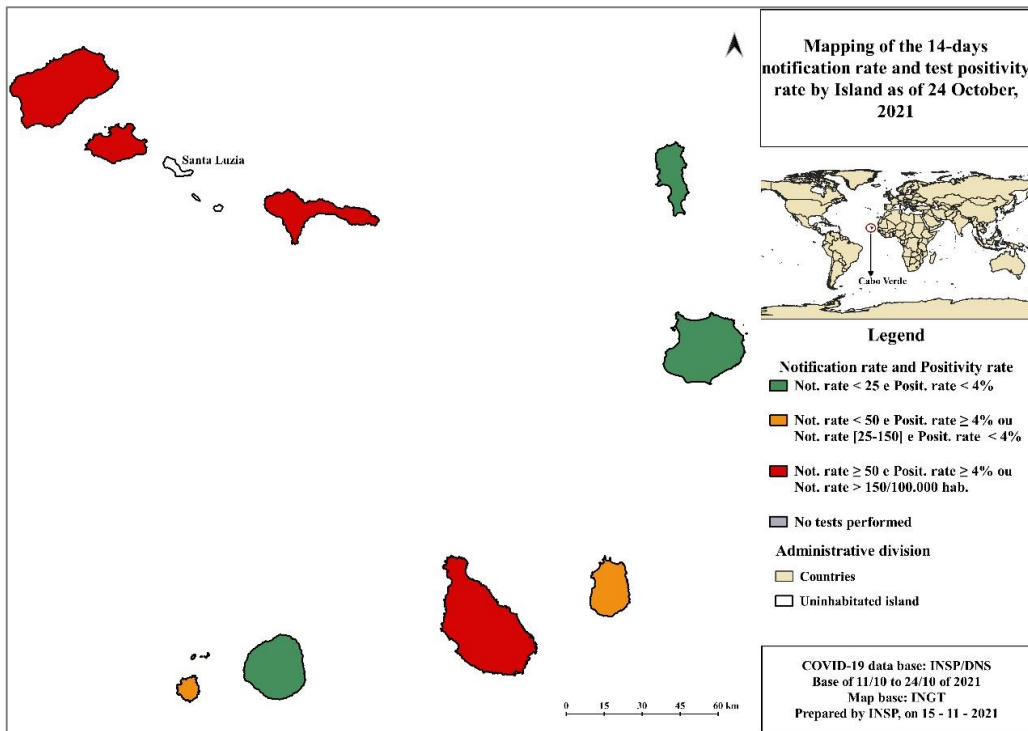 Mapping of the 14-days
notification rate and test positivity
rate by Island as of 24 October,
2021
Santa Luzia
Cabo Verde
Legend
Notification rate and Positivity rate
Not. rate < 25 e Posit. rate < 4%
Not. rate < 50 e Posit. rate ≥ 4% ou
Not. rate [25-150] e Posit. rate < 4%
Not. rate ≥ 50 e Posit. rate ≥ 4% ou
Not. rate > 150/100.000 hab.
No tests performed
Administrative division
Countries
Uninhabitated island
0 15 30 45 60 km
COVID-19 data base: INSP/DNS
Base of 11/10 to 24/10 of 2021
Map base: INGT
Prepared by INSP, on 15 - 11 - 2021